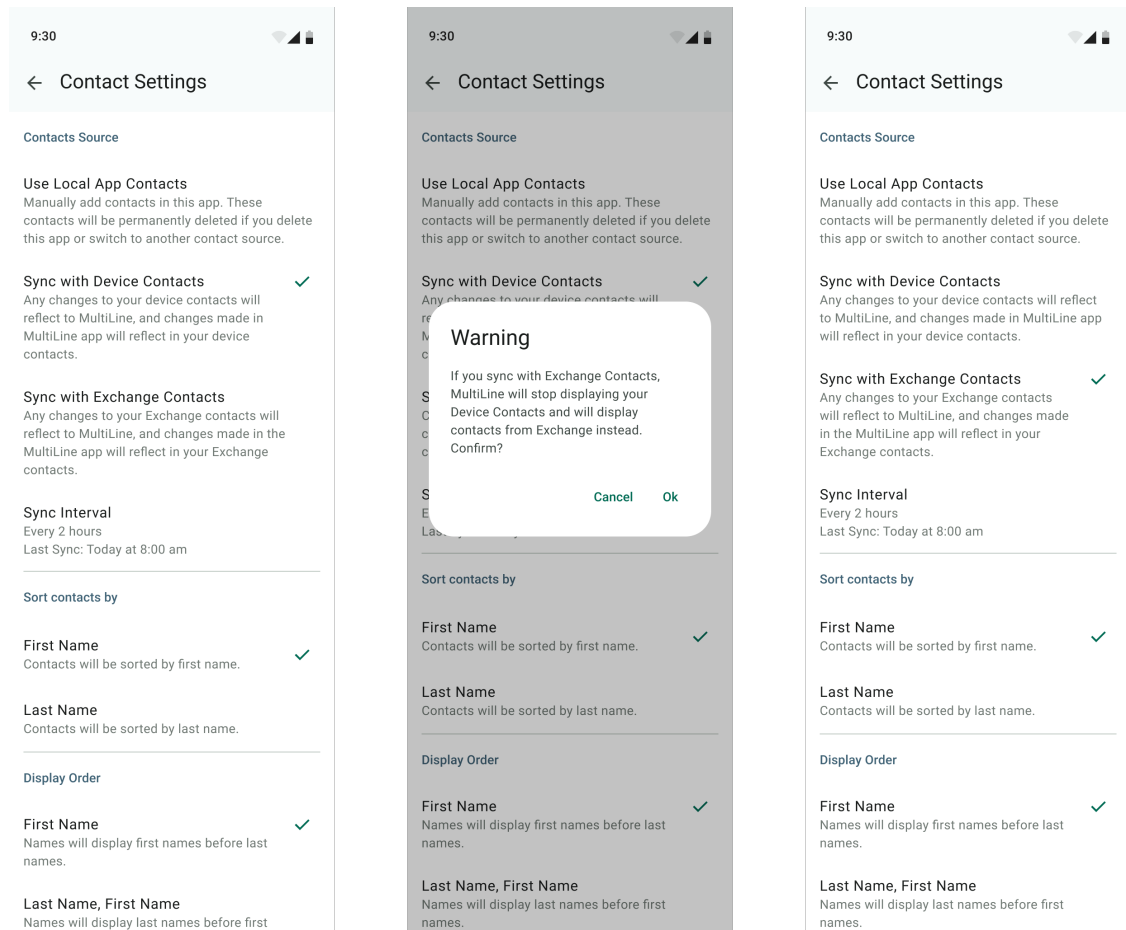 9:30
Contact Settings
Contacts Source
Use Local App Contacts
Manually add contacts in this app. These
contacts will be permanently deleted if you delete
this app or switch to another contact source.
Sync with Device Contacts
Any changes to your device contacts will
reflect to MultiLine, and changes made in
MultiLine app will reflect in your device
contacts.
Sync with Exchange Contacts
Any changes to your Exchange contacts will
reflect to MultiLine, and changes made in the
MultiLine app will reflect in your Exchange
contacts.
Sync Interval
Every 2 hours
Last Sync: Today at 8:00 am
Sort contacts by
First Name
Contacts will be sorted by first name.
Last Name
Contacts will be sorted by last name.
Display Order
First Name
Names will display first names before last
names.
Last Name, First Name
Names will display last names before first
9:30
Contact Settings
Contacts Source
Use Local App Contacts
Manually add contacts in this app. These
contacts will be permanently deleted if you delete
this app or switch to another contact source.
Sync with Device Contacts
Any changes to your device contacts will
Warning
If you sync with Exchange Contacts,
MultiLine will stop displaying your
Device Contacts and will display
contacts from Exchange instead.
Confirm?
Cancel Ok
Sort contacts by
First Name
Contacts will be sorted by first name.
Last Name
Contacts will be sorted by last name.
Display Order
First Name
Names will display first names before last
names.
Last Name, First Name
Names will display last names before first
names.
9:30
Contact Settings
Contacts Source
Use Local App Contacts
Manually add contacts in this app. These
contacts will be permanently deleted if you delete
this app or switch to another contact source.
Sync with Device Contacts
Any changes to your device contacts will reflect
to MultiLine, and changes made in MultiLine app
will reflect in your device contacts.
Sync with Exchange Contacts
Any changes to your Exchange contacts
will reflect to MultiLine, and changes made
in the MultiLine app will reflect in your
Exchange contacts.
Sync Interval
Every 2 hours
Last Sync: Today at 8:00 am
Sort contacts by
First Name
Contacts will be sorted by first name.
Last Name
Contacts will be sorted by last name.
Display Order
First Name
Names will display first names before last
names.
Last Name, First Name
Names will display last names before first
names.